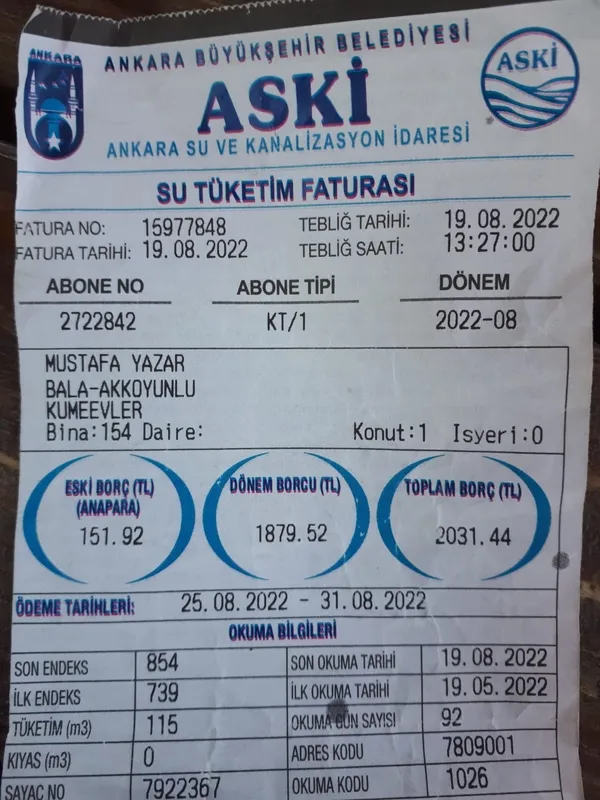 ANKARA
ANKARA BÜYÜKŞEHİR BELEDİYESİ
ASKİ
ASKİ
ANKARA SU VE KANALİZASYON İDARESİ
SU TÜKETİM FATURASI
FATURA NO: 15977848 TEBLİĞ TARİHİ: 19.08.2022
FATURA TARİHİ: 19.08.2022 TEBLİĞ SAATİ: 13:27:00
ABONE NO ABONE TİPİ DÖNEM
2722842 KT/1 2022-08
MUSTAFA YAZAR
BALA-AKKOYUNLU
KUMEEVLER
Bina:154 Daire: Konut:1 Isyeri:0
ESKİ BORÇ (TL) DÖNEM BORCU (TL) TOPLAM BORÇ (TL)
(ANAPARA)
151.92 1879.52 2031.44
ÖDEME TARİHLERİ: 25.08.2022 - 31.08.2022
OKUMA BİLGİLERİ
SON ENDEKS 854 SON OKUMA TARİHİ 19.08.2022
İLK ENDEKS 739 İLK OKUMA TARİHİ 19.05.2022
TÜKETİM (m3) 115 OKUMA GÜN SAYISI 92
KIYAS (m3) 0 ADRES KODU 7809001
SAYAÇ NO 7922367 OKUMA KODU 1026